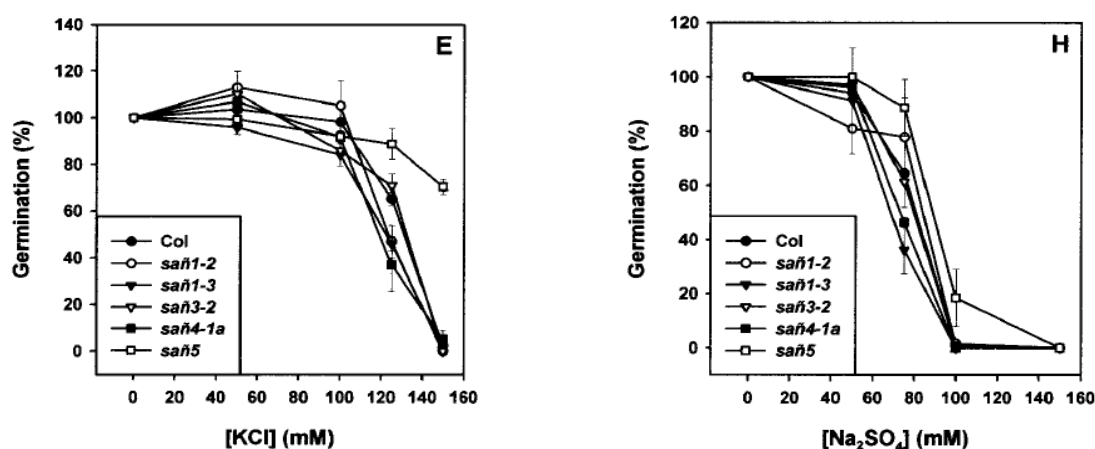 E
Germination (%)
140
120
100
80
60
40
20
0
Col
sañ1-2
sañ1-3
sañ3-2
sañ4-1a
sañ5
0 20 40 60 80 100 120 140 160
[KCl] (mM)
H
Germination (%)
120
100
80
60
40
20
0
Col
sañ1-2
sañ1-3
sañ3-2
sañ4-1a
sañ5
0 20 40 60 80 100 120 140 160
[Na₂SO₄] (mM)